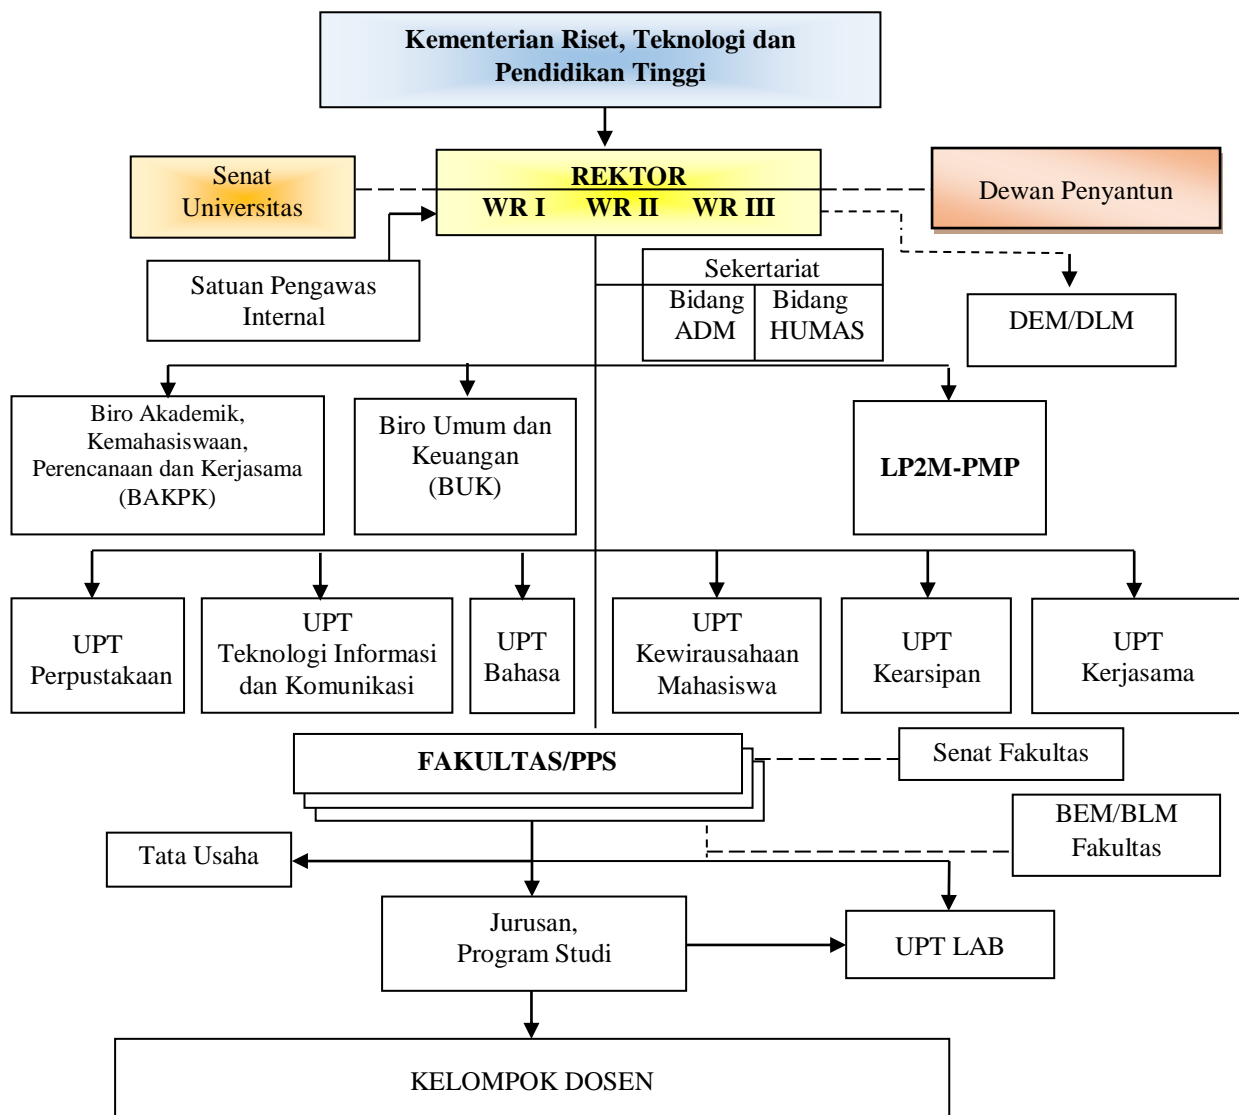 Kementerian Riset, Teknologi dan
Pendidikan Tinggi
Senat
Universitas
REKTOR
WR I WR II WR III
Dewan Penyantun
Satuan Pengawas
Internal
Sekertariat
Bidang
ADM
Bidang
HUMAS
DEM/DLM
Biro Akademik,
Kemahasiswaan,
Perencanaan dan Kerjasama
(BAKPK)
Biro Umum dan
Keuangan
(BUK)
LP2M-PMP
UPT
Perpustakaan
UPT
Teknologi Informasi
dan Komunikasi
UPT
Bahasa
UPT
Kewirausahaan
Mahasiswa
UPT
Kearsipan
UPT
Kerjasama
FAKULTAS/PPS
Senat Fakultas
BEM/BLM
Fakultas
Tata Usaha
Jurusan,
Program Studi
UPT LAB
KELOMPOK DOSEN